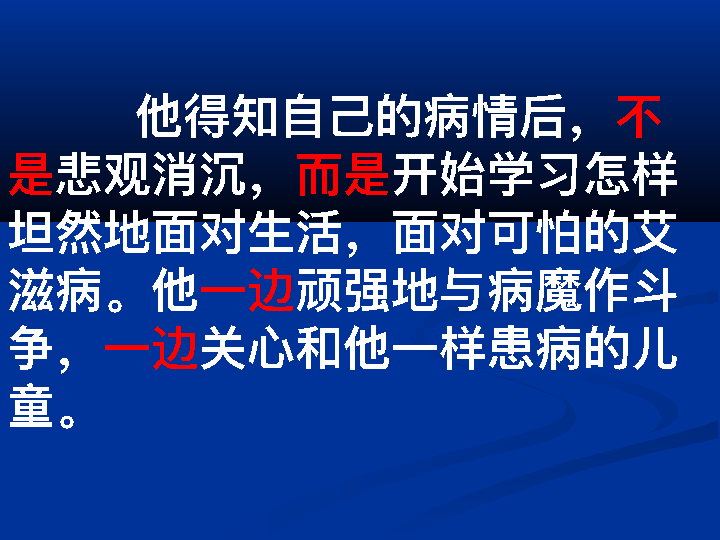 他得知自己的病情后，不
是悲观消沉，而是开始学习怎样
坦然地面对生活，面对可怕的艾
滋病。他一边顽强地与病魔作斗
争，一边关心和他一样患病的儿
童。